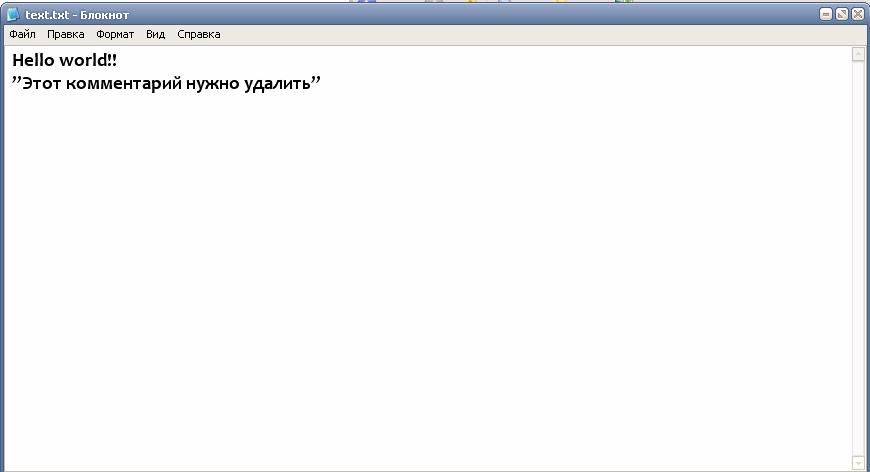 text.txt - Блокнот
Файл Правка Формат Вид Справка
Hello world!!
”Этот комментарий нужно удалить”